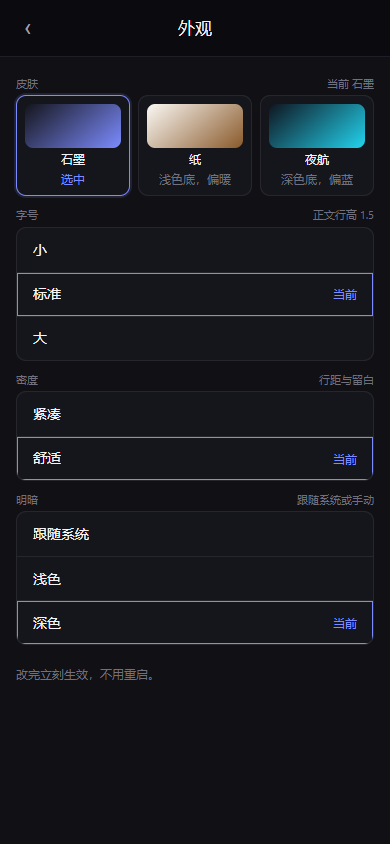 ‹
外观
皮肤 当前 石墨
石墨 纸 夜航
选中 浅色底，偏暖 深色底，偏蓝
字号 正文行高 1.5
小
标准 当前
大
密度 行距与留白
紧凑
舒适 当前
明暗 跟随系统或手动
跟随系统
浅色
深色 当前
改完立刻生效，不用重启。